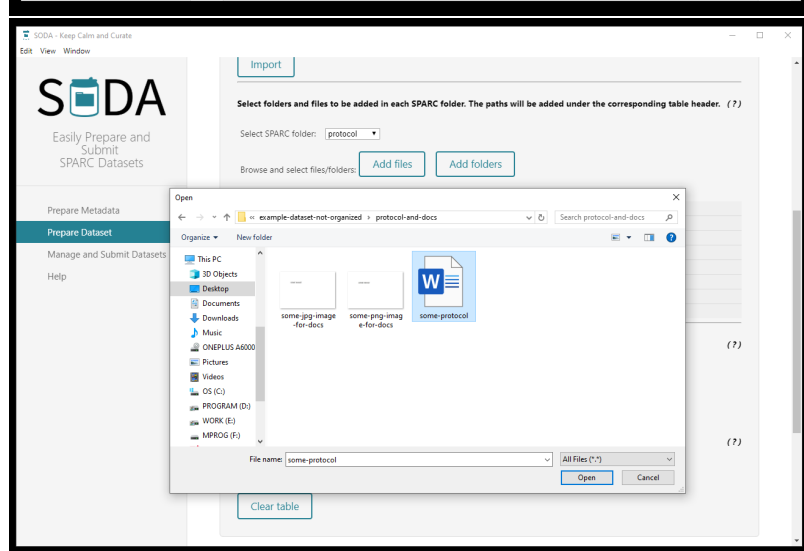 SODA - Keep Calm and Curate
Edit View Window
SODA
Easily Prepare and
Submit
SPARC Datasets
Prepare Metadata
Prepare Dataset
Manage and Submit Datasets
Help
Import
Select folders and files to be added in each SPARC folder. The paths will be added under the corresponding table header. (?)
Select SPARC folder: protocol
Browse and select files/folders: Add files Add folders
Open
« example-dataset-not-organized › protocol-and-docs
Search protocol-and-docs
Organize New folder
This PC
3D Objects
Desktop
Documents
Downloads
Music
ONEPLUS A6000
Pictures
Videos
OS (C:)
PROGRAM (D:)
WORK (E:)
MPROG (F:)
some-jpg-image
-for-docs
some-png-imag
e-for-docs
W
some-protocol
File name: some-protocol
All Files (*.*)
Open Cancel
(?)
(?)
Clear table